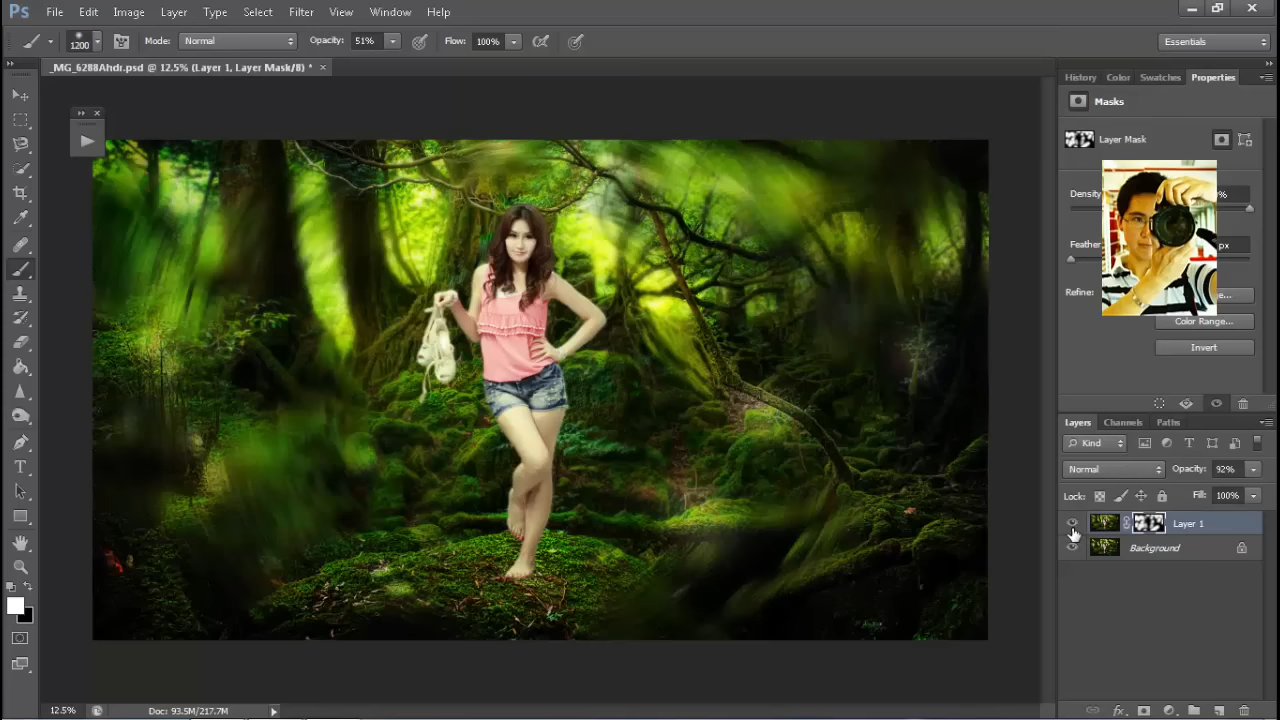 Ps File Edit Image Layer Type Select Filter View Window Help
1200 Mode: Normal Opacity: 51% Flow: 100% Essentials
_MG_6288Ahdr.psd @ 12.5% (Layer 1, Layer Mask/8) *
History Color Swatches Properties
Masks
Layer Mask
Density %
Feather px
Refine: e...
Color Range...
Invert
Layers Channels Paths
Kind
Normal Opacity: 92%
Lock: Fill: 100%
Layer 1
Background
12.5% Doc: 93.5M/217.7M